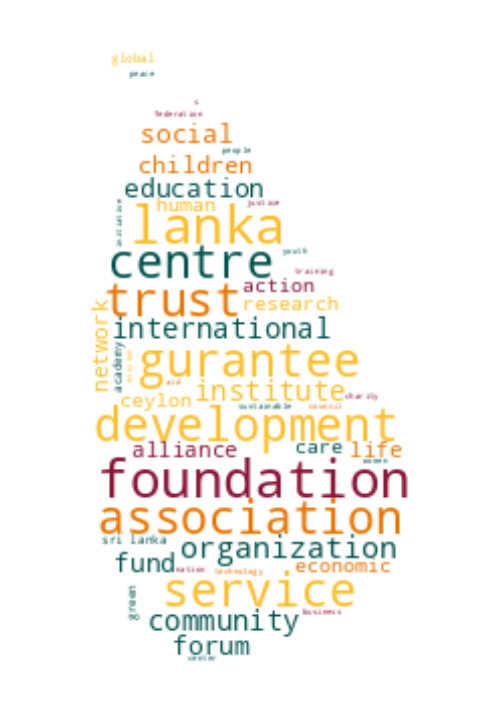 global
peace
s
federation
social
people
children
education
initiative
human justice
lanka
youth
centre
training
action
trust research
network
international
academy
mission
gurantee
aid
institute
charity
ceylon
sustainable council
development
alliance care life
women
foundation
association
sri lanka
organization
fund nation technology economic
service
green
business
community
forum
center